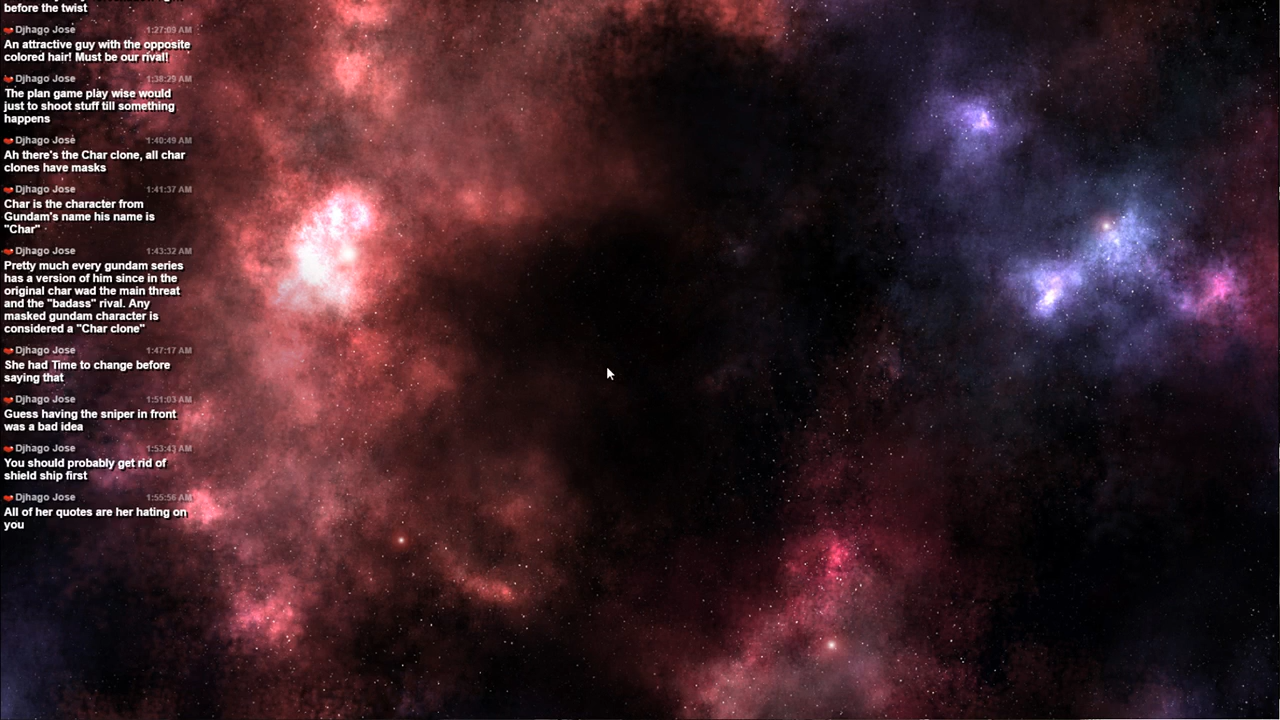 before the twist
Djhago Jose 1:27:09 AM
An attractive guy with the opposite
colored hair! Must be our rival!
Djhago Jose 1:38:29 AM
The plan game play wise would
just to shoot stuff till something
happens
Djhago Jose 1:40:49 AM
Ah there's the Char clone, all char
clones have masks
Djhago Jose 1:41:37 AM
Char is the character from
Gundam's name his name is
"Char"
Djhago Jose 1:43:32 AM
Pretty much every gundam series
has a version of him since in the
original char wad the main threat
and the "badass" rival. Any
masked gundam character is
considered a "Char clone"
Djhago Jose 1:47:17 AM
She had Time to change before
saying that
Djhago Jose 1:51:03 AM
Guess having the sniper in front
was a bad idea
Djhago Jose 1:53:43 AM
You should probably get rid of
shield ship first
Djhago Jose 1:55:56 AM
All of her quotes are her hating on
you